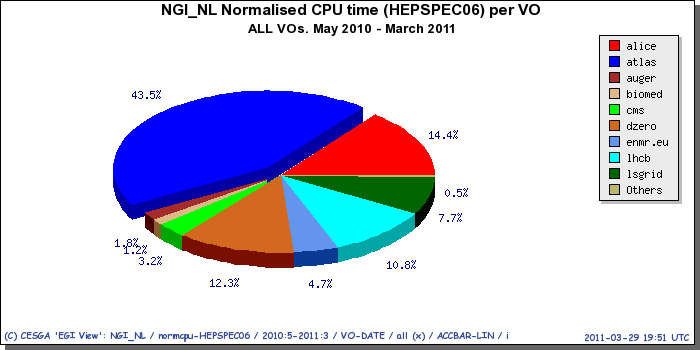 NGI_NL Normalised CPU time (HEPSPEC06) per VO
ALL VOs. May 2010 - March 2011
alice
atlas
auger
biomed
cms
dzero
enmr.eu
lhcb
lsgrid
Others
43.5%
14.4%
0.5%
7.7%
10.8%
4.7%
12.3%
3.2%
1.2%
1.8%
(C) CESGA 'EGI View': NGI_NL / normcpu-HEPSPEC06 / 2010:5-2011:3 / VO-DATE / all (x) / ACCBAR-LIN / i
2011-03-29 19:51 UTC